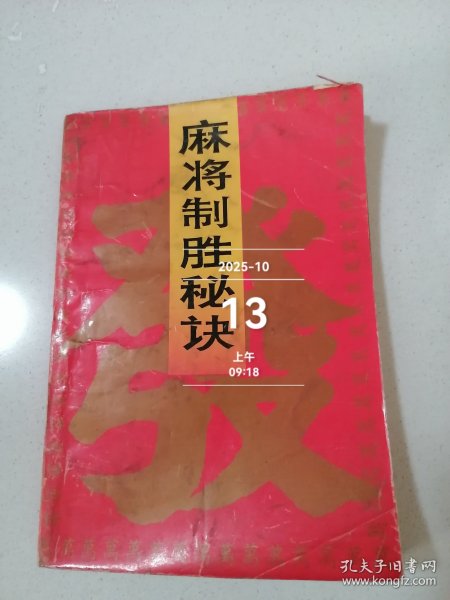 麻将制胜秘诀
發
2025-10
13
上午
09:18
孔夫子旧书网
www.kongfz.com